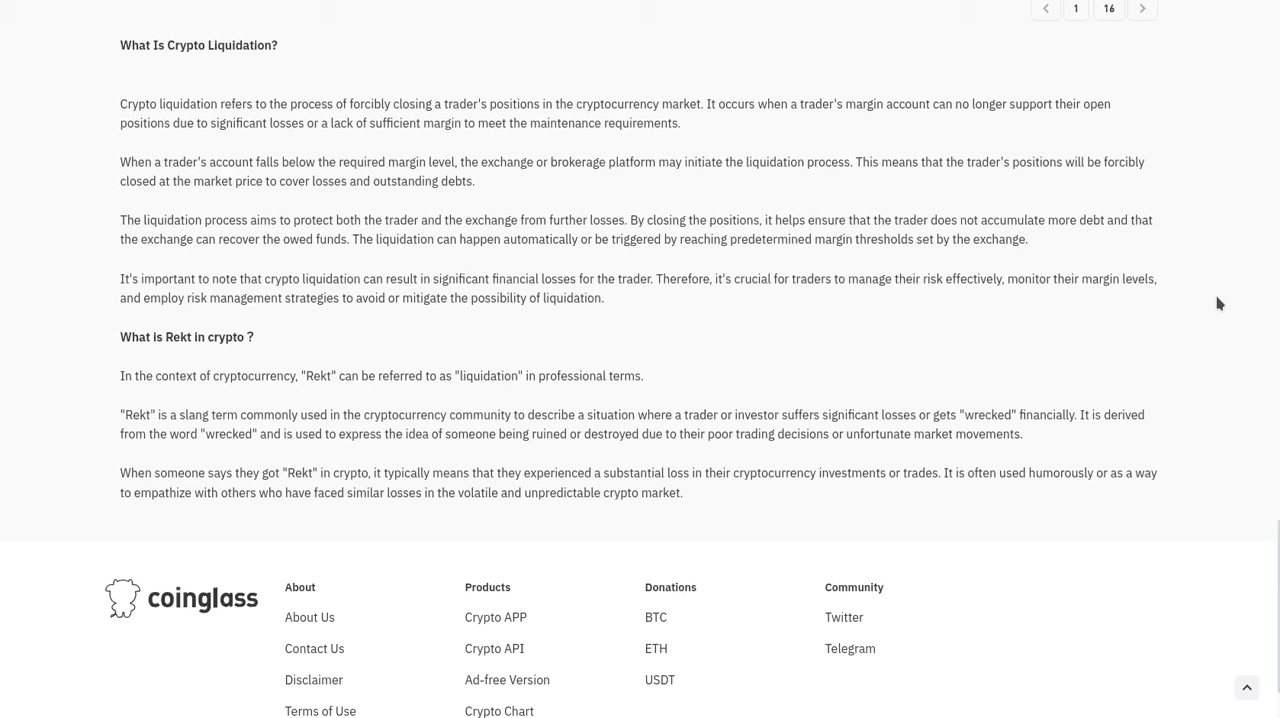 1 16
What Is Crypto Liquidation?
Crypto liquidation refers to the process of forcibly closing a trader's positions in the cryptocurrency market. It occurs when a trader's margin account can no longer support their open
positions due to significant losses or a lack of sufficient margin to meet the maintenance requirements.
When a trader's account falls below the required margin level, the exchange or brokerage platform may initiate the liquidation process. This means that the trader's positions will be forcibly
closed at the market price to cover losses and outstanding debts.
The liquidation process aims to protect both the trader and the exchange from further losses. By closing the positions, it helps ensure that the trader does not accumulate more debt and that
the exchange can recover the owed funds. The liquidation can happen automatically or be triggered by reaching predetermined margin thresholds set by the exchange.
It's important to note that crypto liquidation can result in significant financial losses for the trader. Therefore, it's crucial for traders to manage their risk effectively, monitor their margin levels,
and employ risk management strategies to avoid or mitigate the possibility of liquidation.
What is Rekt in crypto ?
In the context of cryptocurrency, "Rekt" can be referred to as "liquidation" in professional terms.
"Rekt" is a slang term commonly used in the cryptocurrency community to describe a situation where a trader or investor suffers significant losses or gets "wrecked" financially. It is derived
from the word "wrecked" and is used to express the idea of someone being ruined or destroyed due to their poor trading decisions or unfortunate market movements.
When someone says they got "Rekt" in crypto, it typically means that they experienced a substantial loss in their cryptocurrency investments or trades. It is often used humorously or as a way
to empathize with others who have faced similar losses in the volatile and unpredictable crypto market.
coinglass
About
About Us
Contact Us
Disclaimer
Terms of Use
Products
Crypto APP
Crypto API
Ad-free Version
Crypto Chart
Donations
BTC
ETH
USDT
Community
Twitter
Telegram